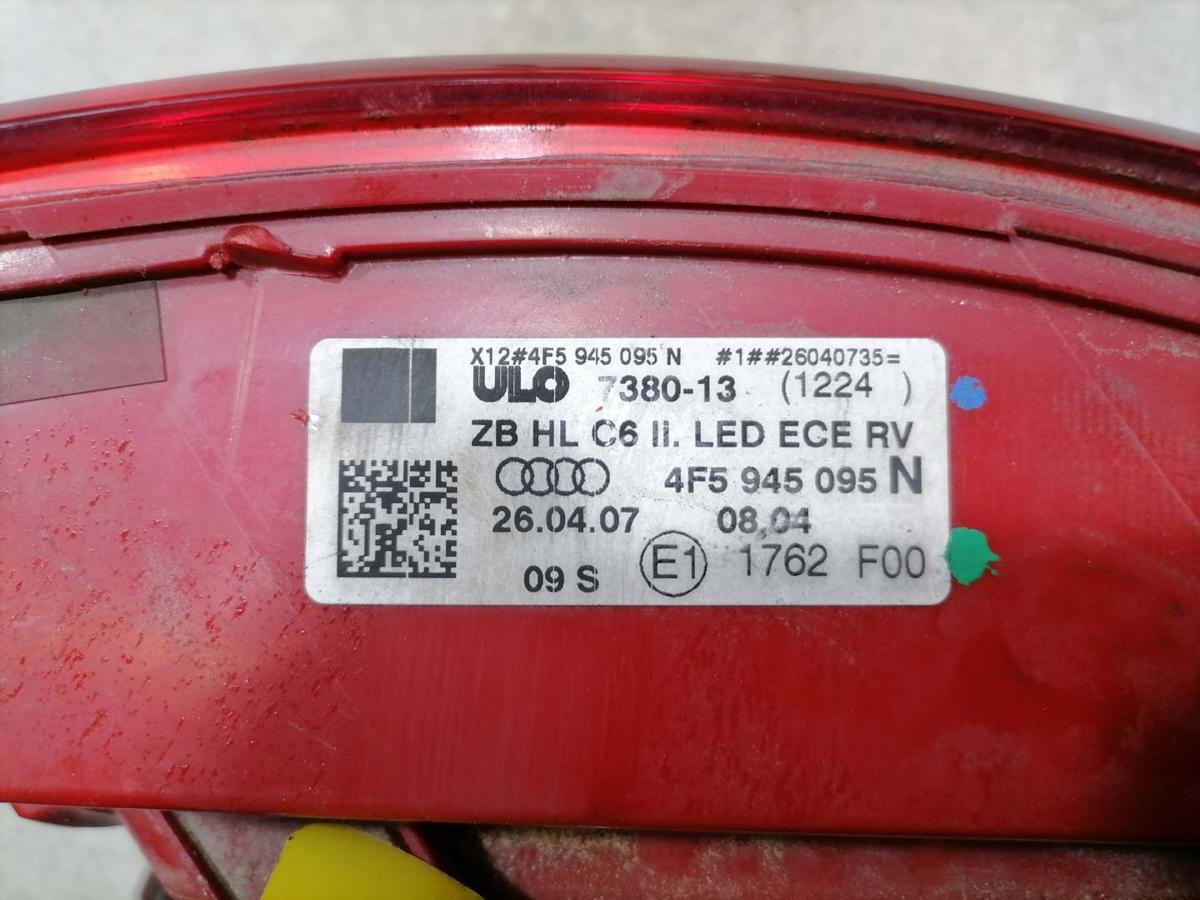 X12#4F5 945 095 N #1##26040735=
ULO 7380-13 (1224 )
ZB HL C6 II. LED ECE RV
4F5 945 095 N
26.04.07 08.04
09 S E1 1762 F00